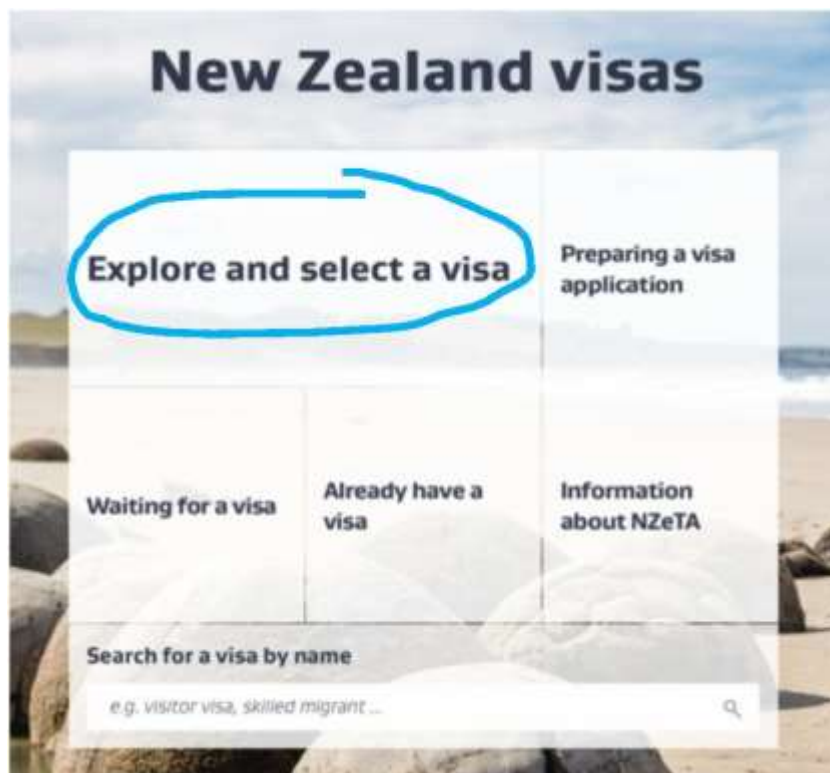 New Zealand visas
Explore and select a visa
Preparing a visa
application
Waiting for a visa
Already have a
visa
Information
about NZeTA
Search for a visa by name
e.g. visitor visa, skilled migrant ...